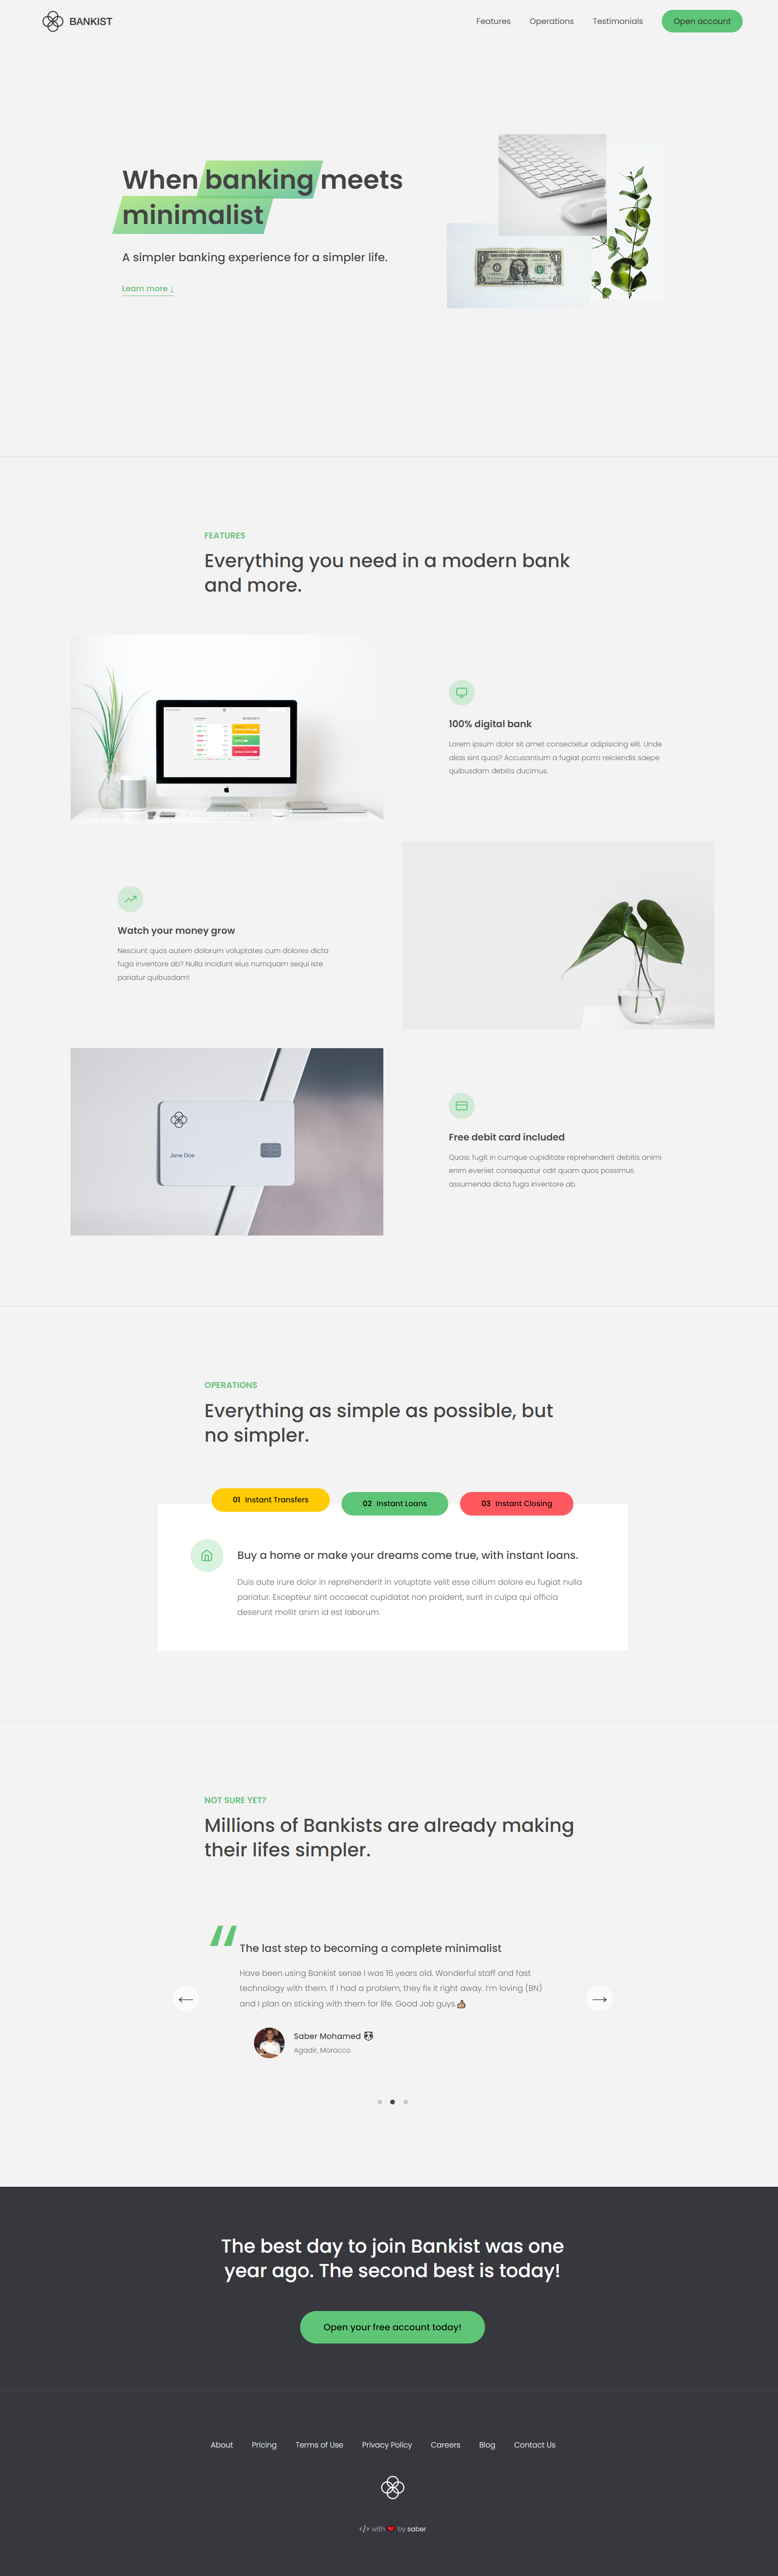 BANKIST
Features Operations Testimonials Open account
When banking meets
minimalist
A simpler banking experience for a simpler life.
Learn more ↓
FEATURES
Everything you need in a modern bank
and more.
100% digital bank
Lorem ipsum dolor sit amet consectetur adipisicing elit. Unde
alias sint quos? Accusantium a fugiat porro reiciendis saepe
quibusdam debitis ducimus.
Watch your money grow
Nesciunt quos autem dolorum voluptates cum dolores dicta
fuga inventore ab? Nulla incidunt eius numquam sequi iste
pariatur quibusdam!
Jane Doe
Free debit card included
Quasi, fugit in cumque cupiditate reprehenderit debitis animi
enim eveniet consequatur odit quam quos possimus
assumenda dicta fuga inventore ab.
OPERATIONS
Everything as simple as possible, but
no simpler.
01 Instant Transfers
02 Instant Loans
03 Instant Closing
Buy a home or make your dreams come true, with instant loans.
Duis aute irure dolor in reprehenderit in voluptate velit esse cillum dolore eu fugiat nulla
pariatur. Excepteur sint occaecat cupidatat non proident, sunt in culpa qui officia
deserunt mollit anim id est laborum.
NOT SURE YET?
Millions of Bankists are already making
their lifes simpler.
The last step to becoming a complete minimalist
Have been using Bankist sense I was 16 years old. Wonderful staff and fast
technology with them. If I had a problem, they fix it right away. I'm loving (BN)
and I plan on sticking with them for life. Good Job guys👍
Saber Mohamed 🐼
Agadir, Morocco
The best day to join Bankist was one
year ago. The second best is today!
Open your free account today!
About Pricing Terms of Use Privacy Policy Careers Blog Contact Us
</> with ❤️ by saber